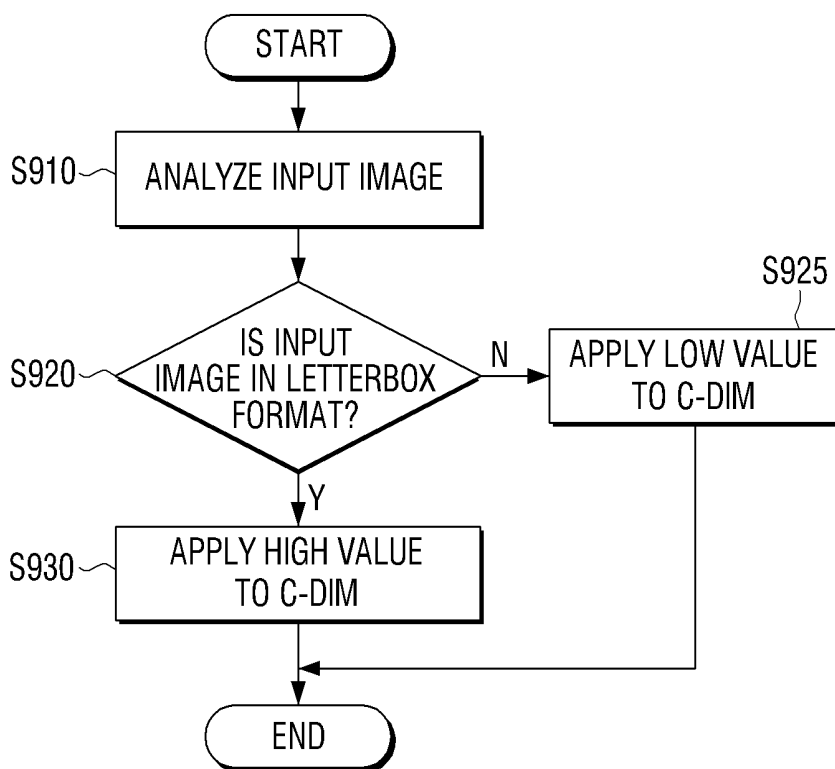 START
S910
ANALYZE INPUT IMAGE
S920
IS INPUT
IMAGE IN LETTERBOX
FORMAT?
N
S925
APPLY LOW VALUE
TO C-DIM
Y
S930
APPLY HIGH VALUE
TO C-DIM
END